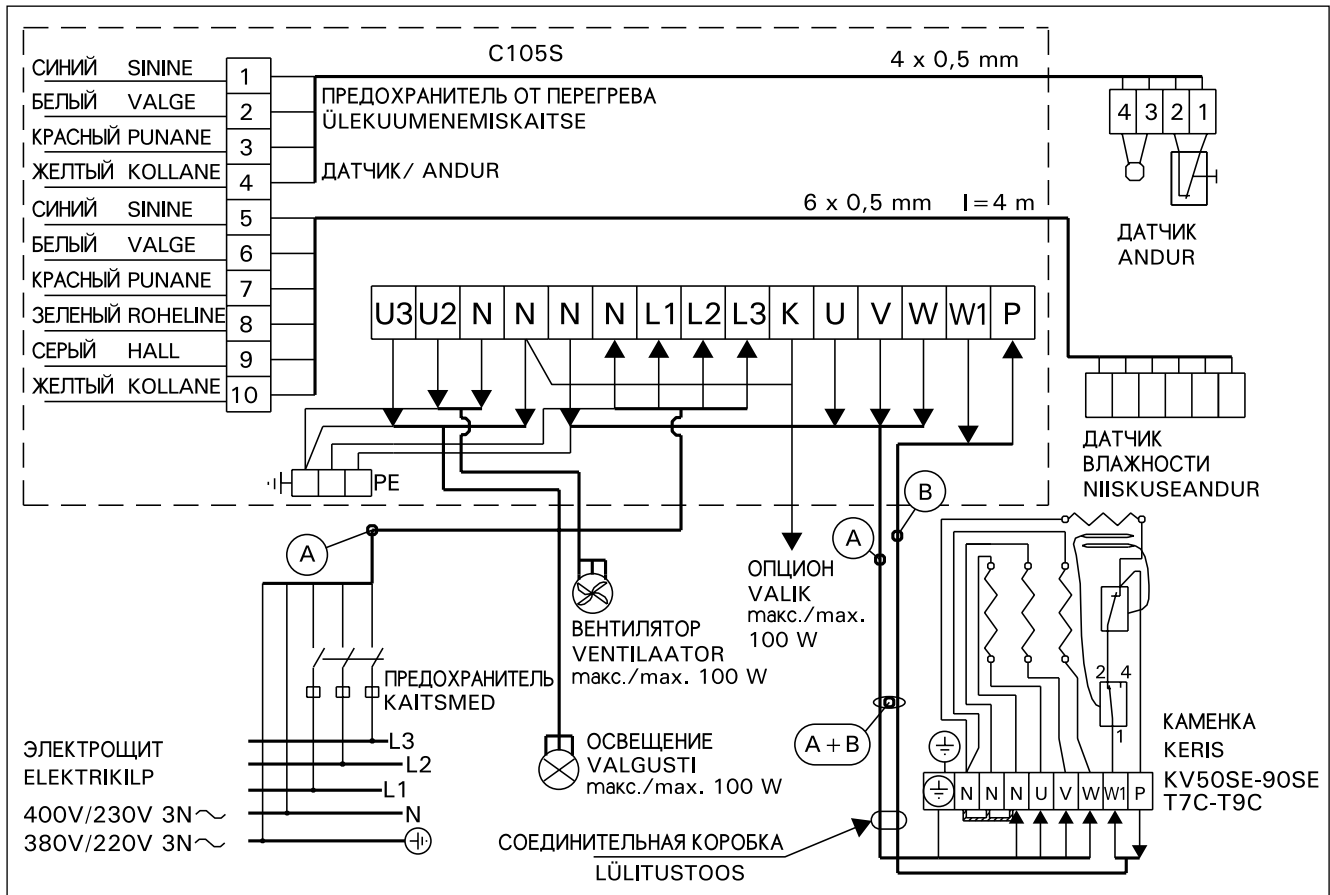 C105S
4 x 0,5 mm
СИНИЙ SININE 1
БЕЛЫЙ VALGE 2
КРАСНЫЙ PUNANE 3
ЖЕЛТЫЙ KOLLANE 4
СИНИЙ SININE 5
БЕЛЫЙ VALGE 6
КРАСНЫЙ PUNANE 7
ЗЕЛЕНЫЙ ROHELINE 8
СЕРЫЙ HALL 9
ЖЕЛТЫЙ KOLLANE 10
ПРЕДОХРАНИТЕЛЬ ОТ ПЕРЕГРЕВА
ÜLEKUUMENEMISKAITSE
ДАТЧИК/ ANDUR
4 3 2 1
ДАТЧИК
ANDUR
6 x 0,5 mm l=4 m
U3 U2 N N N N L1 L2 L3 K U V W W1 P
ДАТЧИК
ВЛАЖНОСТИ
NIISKUSEANDUR
PE
A
A
B
ОПЦИОН
VALIK
макс./max.
100 W
ВЕНТИЛЯТОР
VENTILAATOR
макс./max. 100 W
ПРЕДОХРАНИТЕЛЬ
KAITSMED
ОСВЕЩЕНИЕ
VALGUSTI
макс./max. 100 W
A+B
2 4
1
КАМЕНКА
KERIS
KV50SE-90SE
T7C-T9C
N N N U V W W1 P
ЭЛЕКТРОЩИТ
ELEKTRIKILP
400V/230V 3N~
380V/220V 3N~
L3
L2
L1
N
СОЕДИНИТЕЛЬНАЯ КОРОБКА
LÜLITUSTOOS